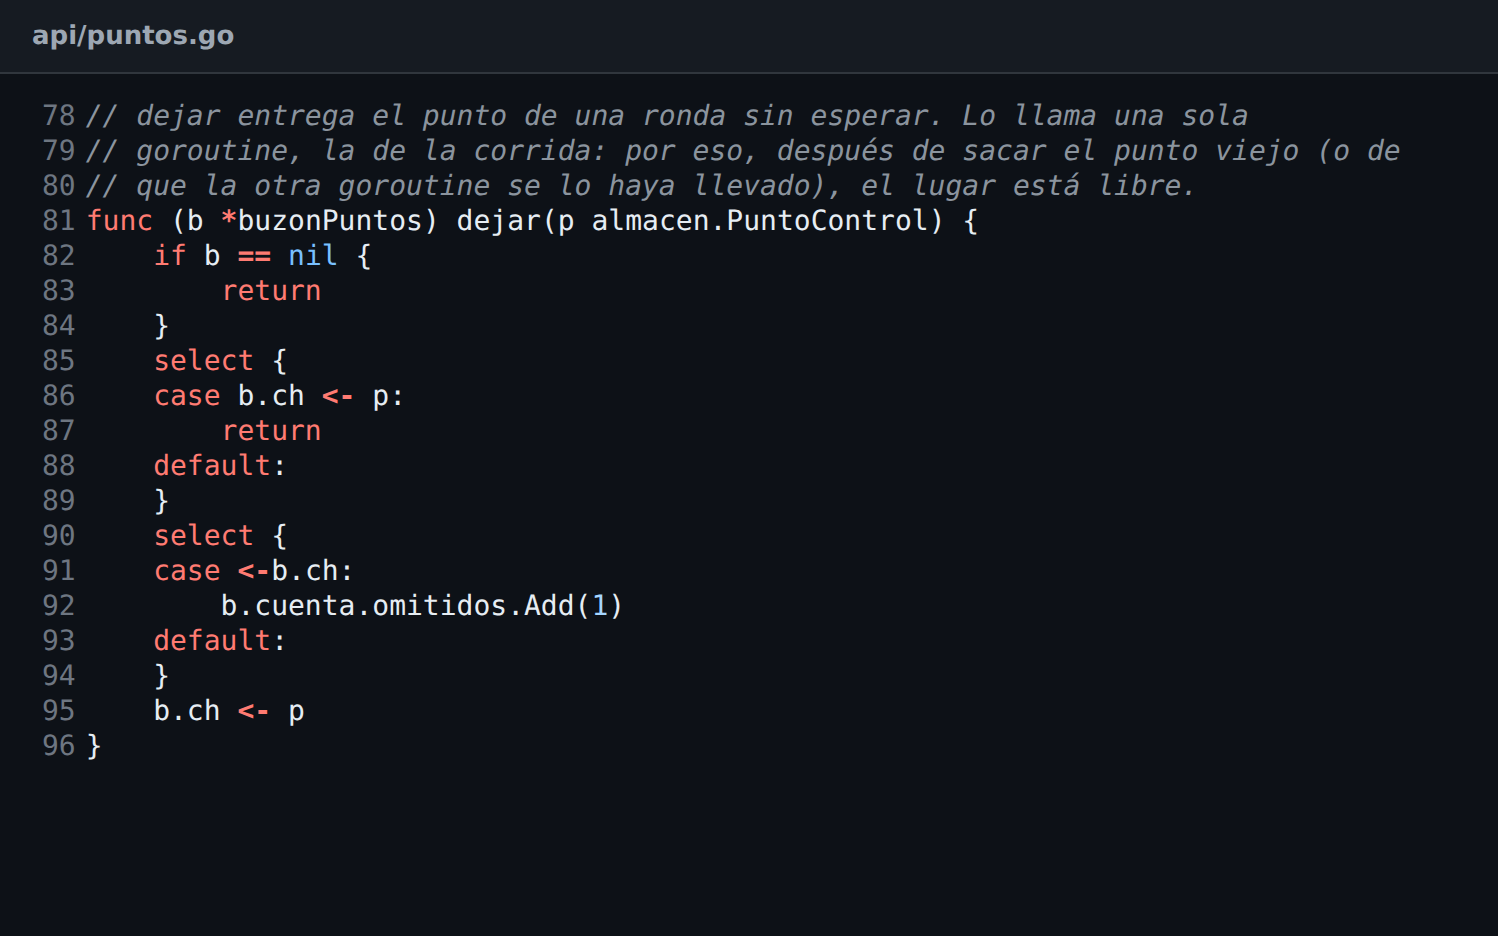 api/puntos.go
78 // dejar entrega el punto de una ronda sin esperar. Lo llama una sola
79 // goroutine, la de la corrida: por eso, después de sacar el punto viejo (o de
80 // que la otra goroutine se lo haya llevado), el lugar está libre.
81 func (b *buzonPuntos) dejar(p almacen.PuntoControl) {
82     if b == nil {
83         return
84     }
85     select {
86     case b.ch <- p:
87         return
88     default:
89     }
90     select {
91     case <-b.ch:
92         b.cuenta.omitidos.Add(1)
93     default:
94     }
95     b.ch <- p
96 }